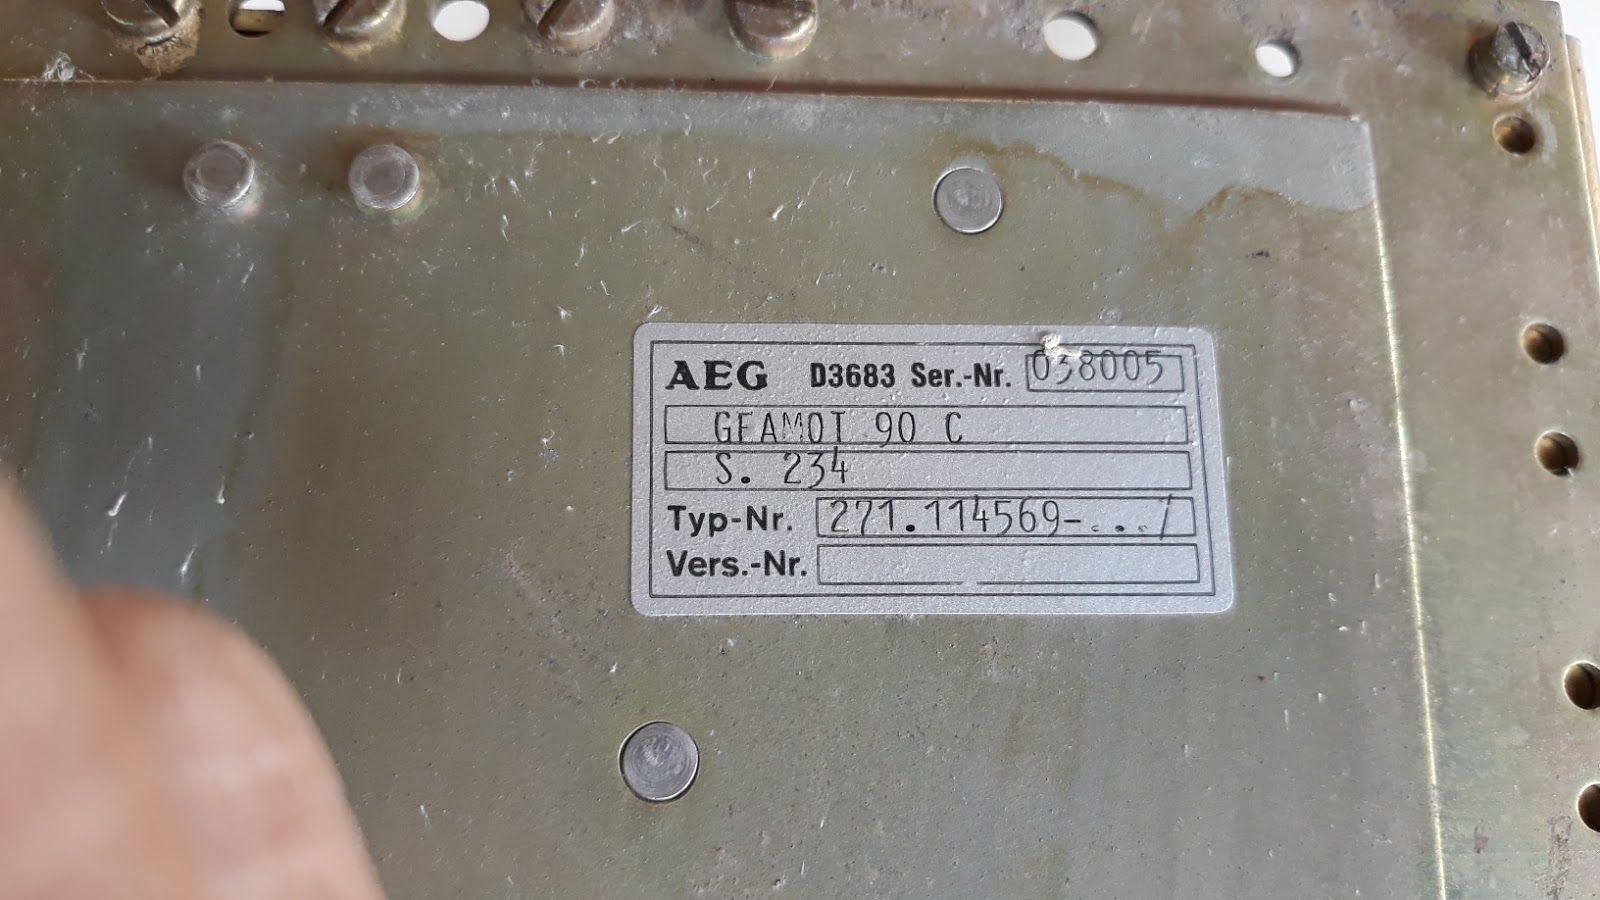 AEG D3683 Ser.-Nr. 038005
GEAMOT 90 C
S. 234
Typ-Nr. 271.114569-.../
Vers.-Nr.